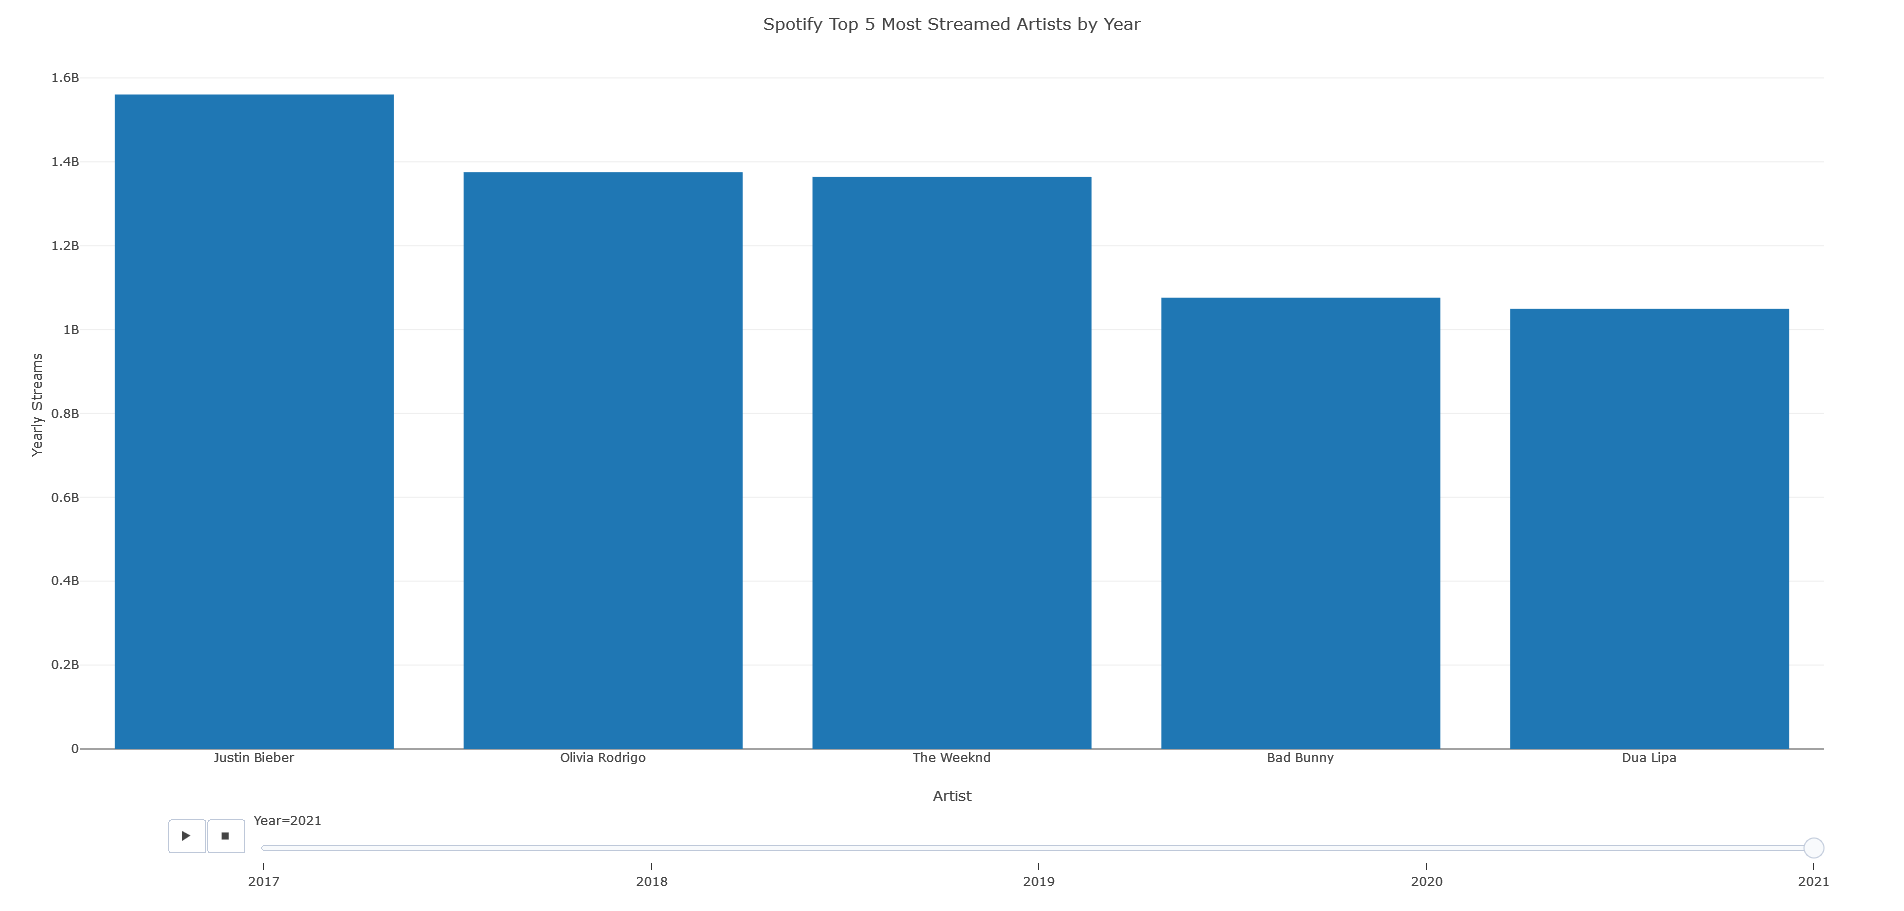 Spotify Top 5 Most Streamed Artists by Year
1.6B
1.4B
1.2B
1B
0.8B
0.6B
0.4B
0.2B
0
Yearly Streams
Justin Bieber
Olivia Rodrigo
The Weeknd
Bad Bunny
Dua Lipa
Artist
Year=2021
2017
2018
2019
2020
2021